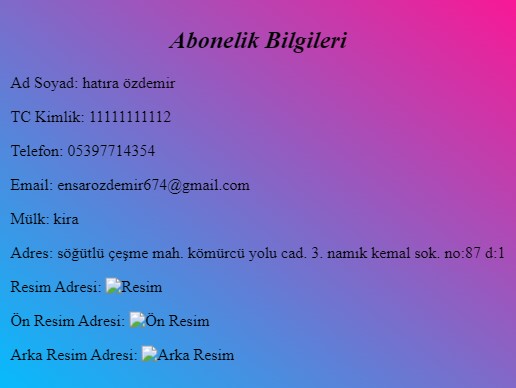 Abonelik Bilgileri
Ad Soyad: hatıra özdemir
TC Kimlik: 11111111112
Telefon: 05397714354
Email: ensarozdemir674@gmail.com
Mülk: kira
Adres: söğütlü çeşme mah. kömürcü yolu cad. 3. namık kemal sok. no:87 d:1
Resim Adresi: Resim
Ön Resim Adresi: Ön Resim
Arka Resim Adresi: Arka Resim